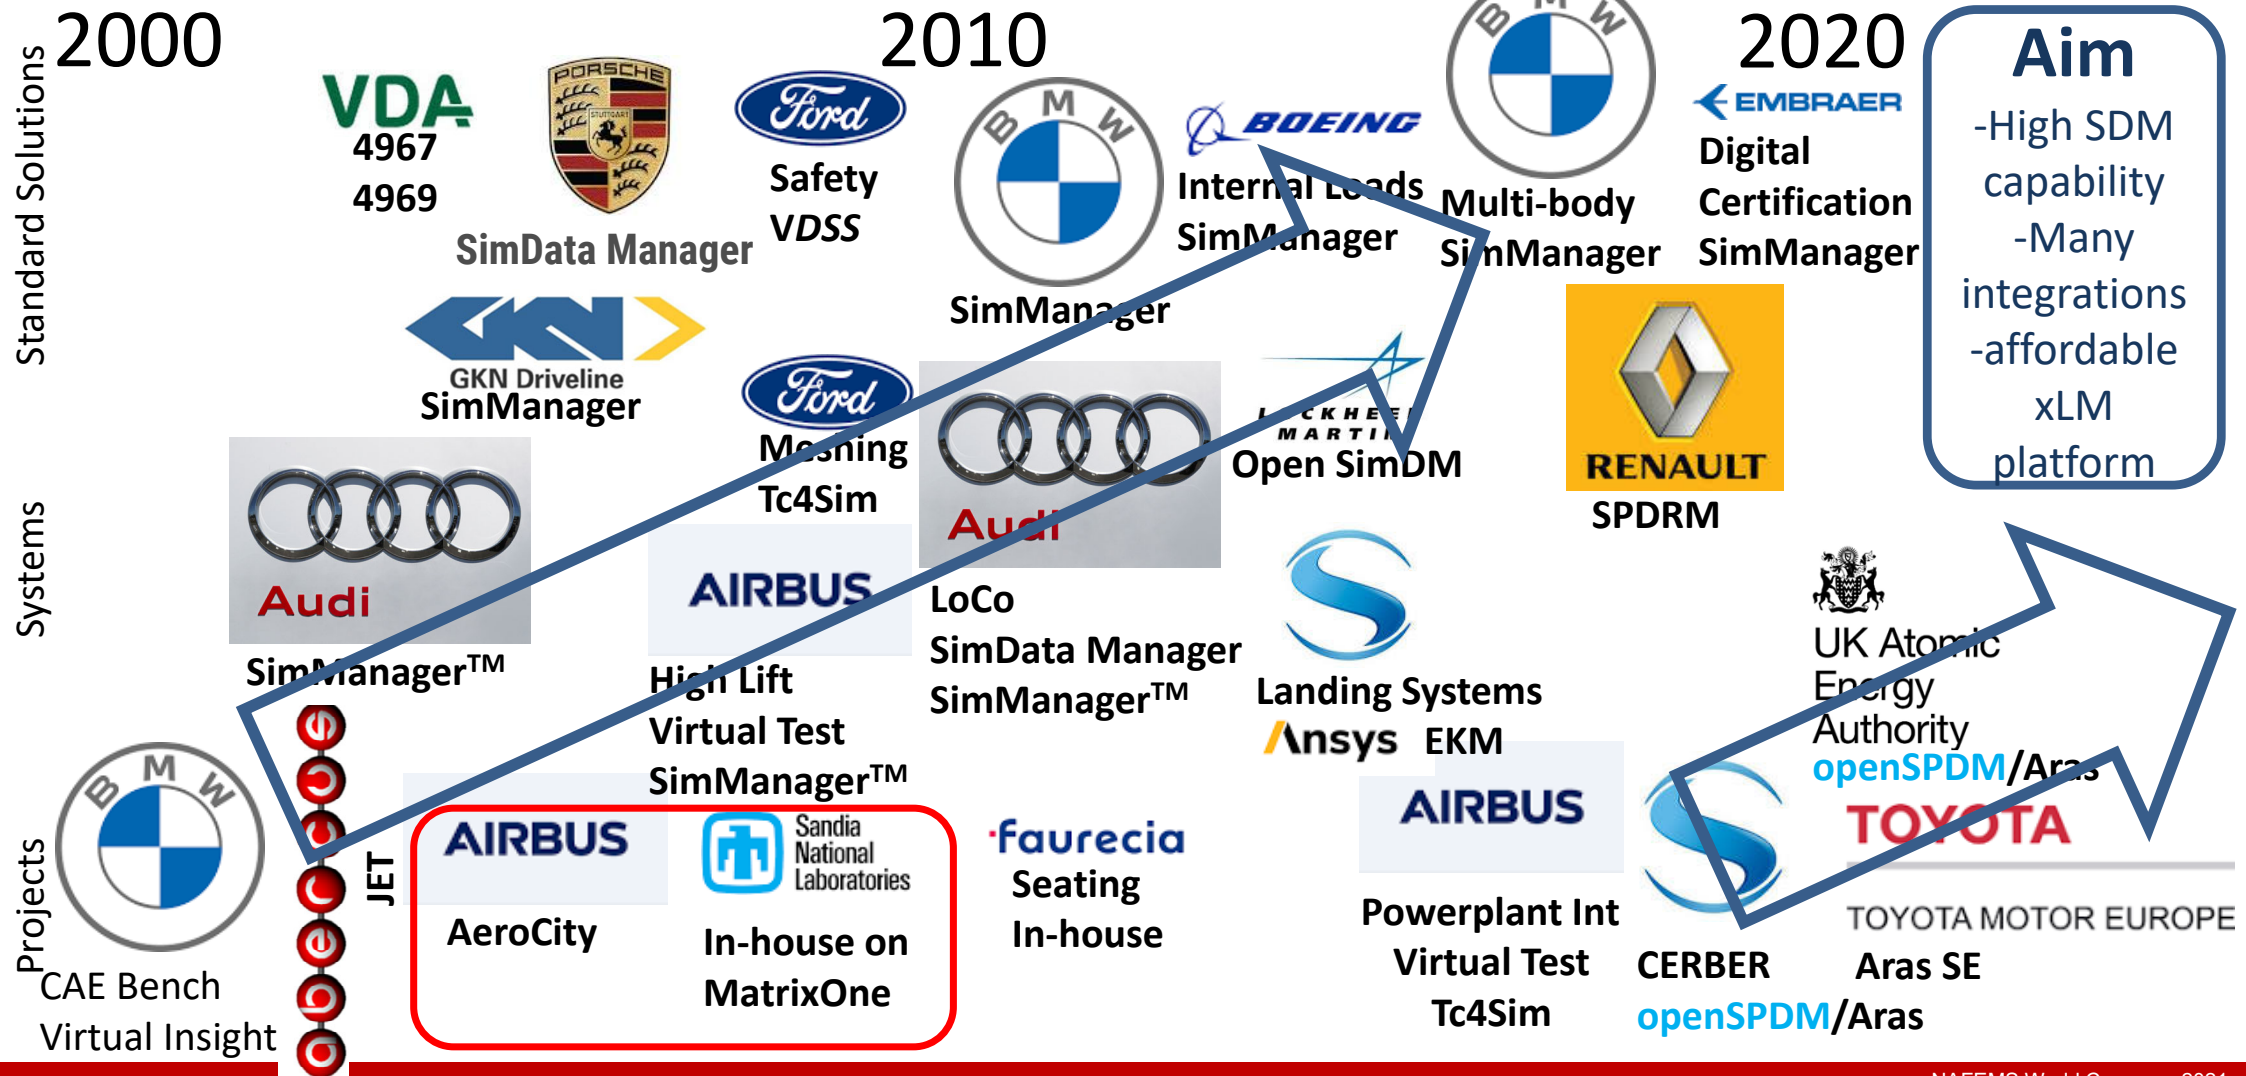 2000
2010
2020
Standard Solutions
Systems
Projects
VDA
4967
4969
PORSCHE
STUTTGART
SimData Manager
Ford
Safety
VDSS
BMW
SimManager
BOEING
Internal Loads
SimManager
BMW
Multi-body
SimManager
EMBRAER
Digital
Certification
SimManager
Aim
-High SDM
capability
-Many
integrations
-affordable
xLM
platform
GKN Driveline
SimManager
Ford
Meshing
Tc4Sim
Audi
SimManager™
Audi
LoCo
SimData Manager
SimManager™
LOCKHEED
MARTIN
Open SimDM
RENAULT
SPDRM
AIRBUS
High Lift
Virtual Test
SimManager™
Landing Systems
Ansys EKM
UK Atomic
Energy
Authority
openSPDM/Aras
BMW
CAE Bench
Virtual Insight
JET
AIRBUS
AeroCity
Sandia
National
Laboratories
In-house on
MatrixOne
faurecia
Seating
In-house
AIRBUS
Powerplant Int
Virtual Test
Tc4Sim
CERBER
openSPDM/Aras
TOYOTA
TOYOTA MOTOR EUROPE
Aras SE